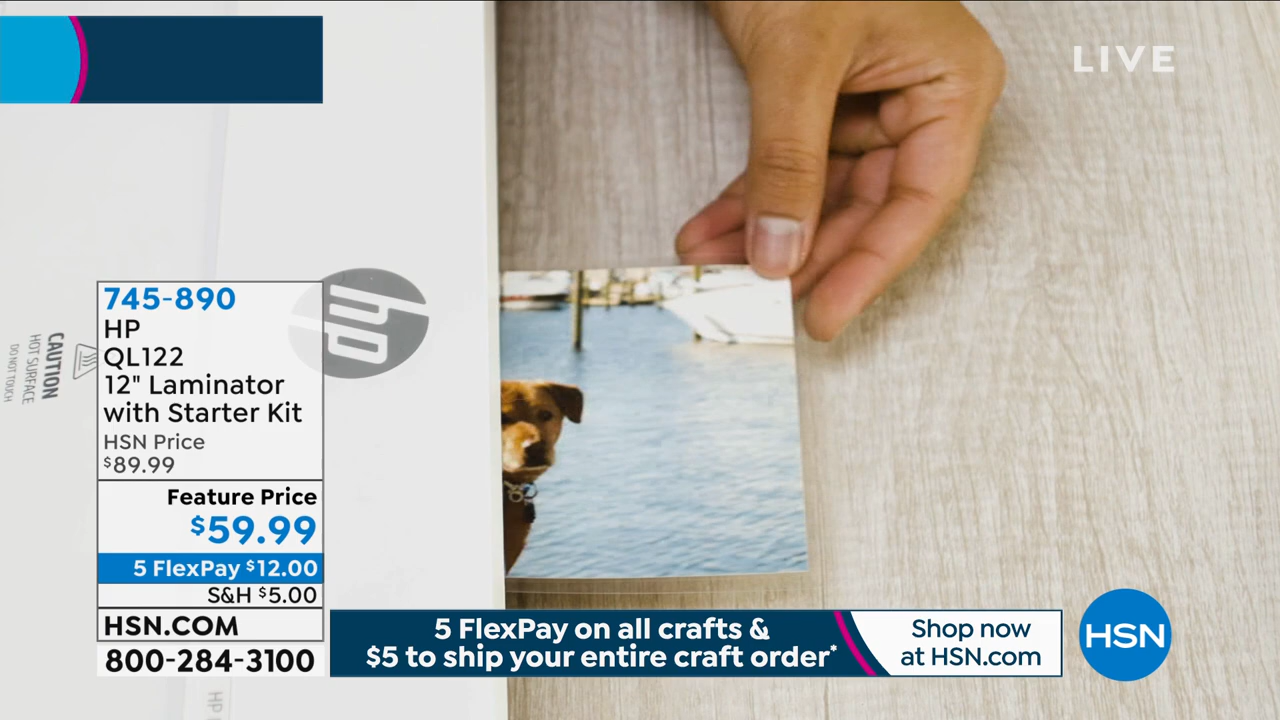 LIVE
745-890
HP
QL122
12" Laminator
with Starter Kit
HSN Price
$89.99
Feature Price
$59.99
5 FlexPay $12.00
S&H $5.00
HSN.COM
800-284-3100
hp
CAUTION
HOT SURFACE
DO NOT TOUCH
HP
5 FlexPay on all crafts &
$5 to ship your entire craft order*
Shop now
at HSN.com
HSN